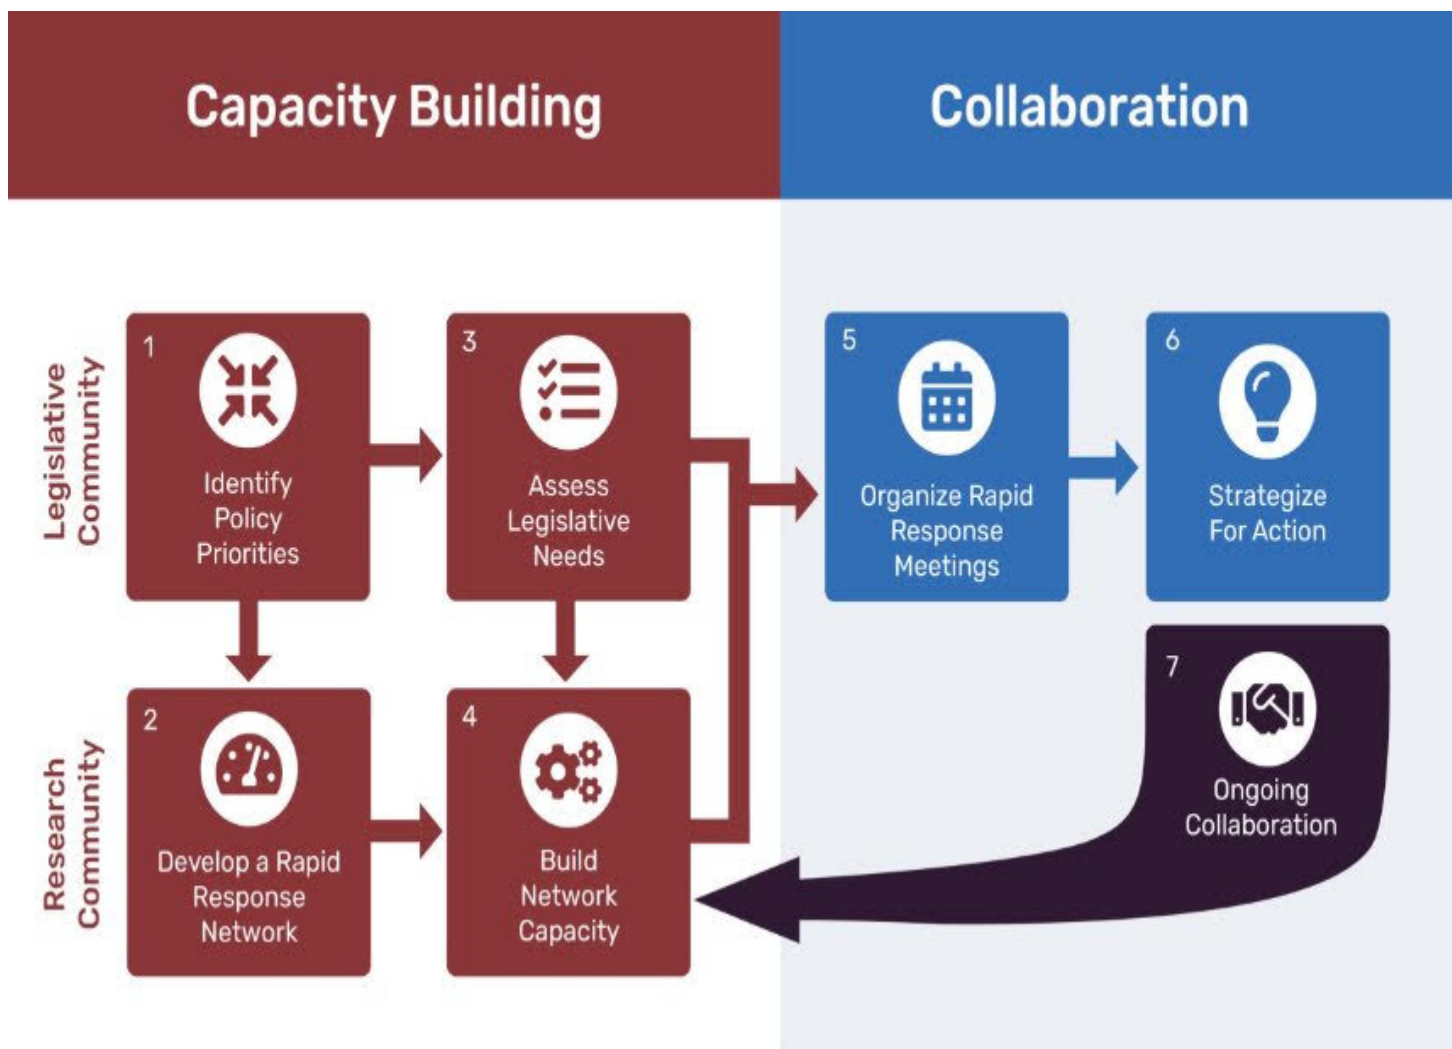 Capacity Building
Collaboration
Legislative
Community
1
Identify
Policy
Priorities
3
Assess
Legislative
Needs
5
Organize Rapid
Response
Meetings
6
Strategize
For Action
Research
Community
2
Develop a Rapid
Response
Network
4
Build
Network
Capacity
7
Ongoing
Collaboration